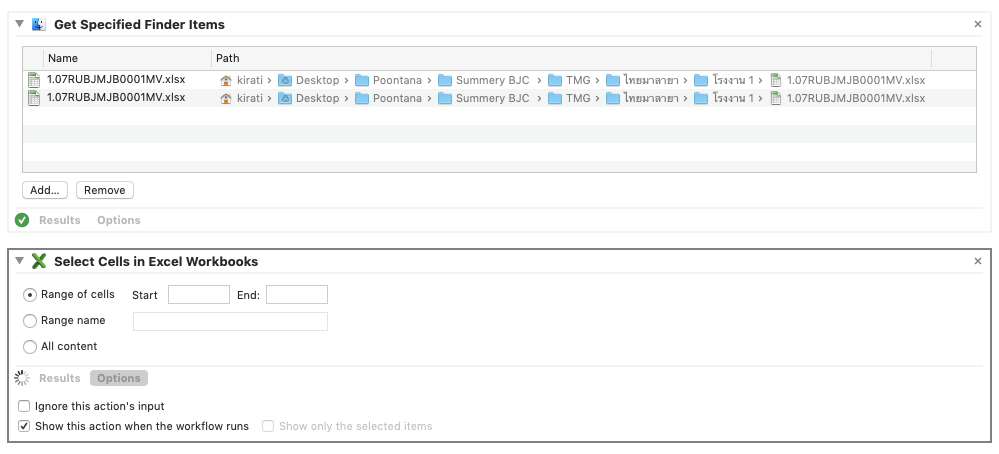 Get Specified Finder Items
Name Path
1.07RUBJMJB0001MV.xlsx kirati › Desktop › Poontana › Summery BJC › TMG › ไทยมาลายา › โรงงาน 1 › 1.07RUBJMJB0001MV.xlsx
1.07RUBJMJB0001MV.xlsx kirati › Desktop › Poontana › Summery BJC › TMG › ไทยมาลายา › โรงงาน 1 › 1.07RUBJMJB0001MV.xlsx
Add... Remove
Results Options
Select Cells in Excel Workbooks
Range of cells Start End:
Range name
All content
Results Options
Ignore this action's input
Show this action when the workflow runs Show only the selected items